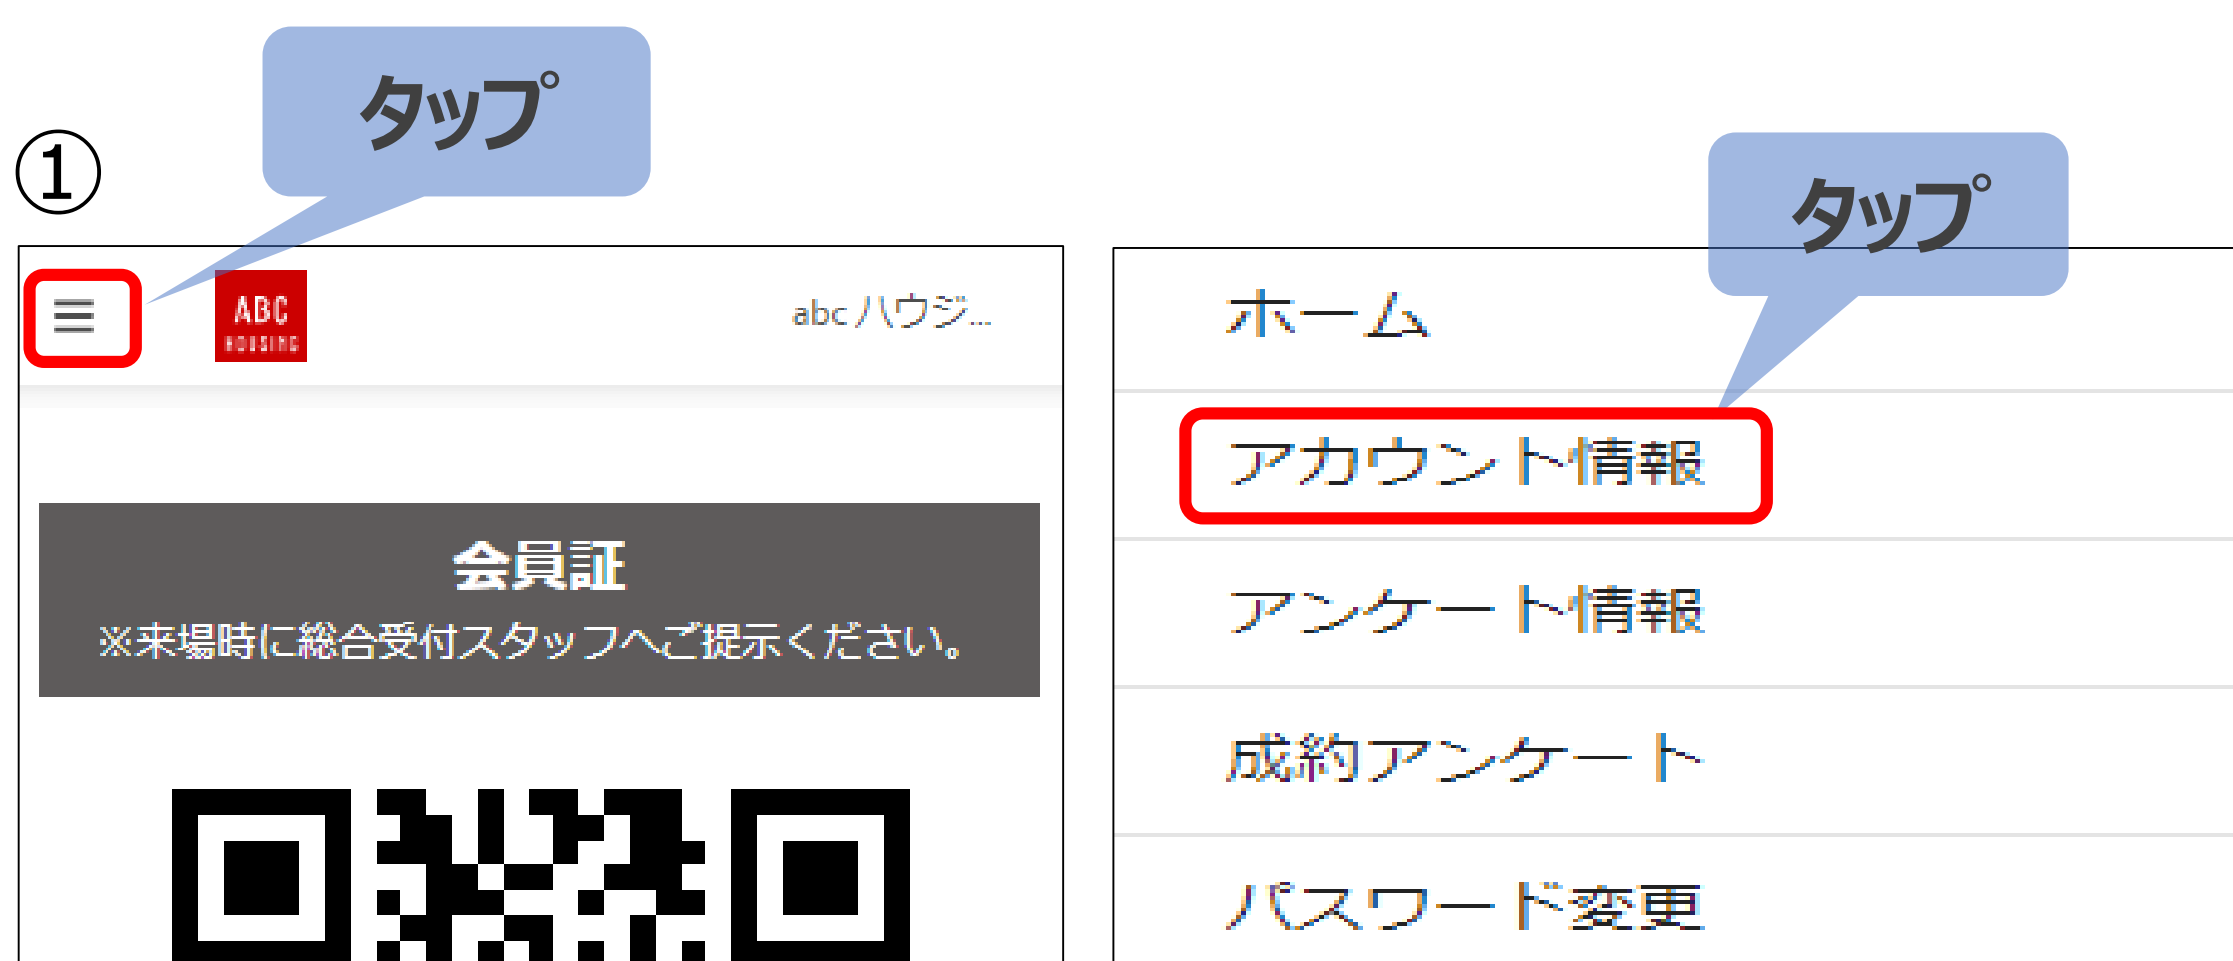 タップ
①
タップ
ABC
HOUSING
abc ハウジ...
会員証
※来場時に総合受付スタッフへご提示ください。
ホーム
アカウント情報
アンケート情報
成約アンケート
パスワード変更